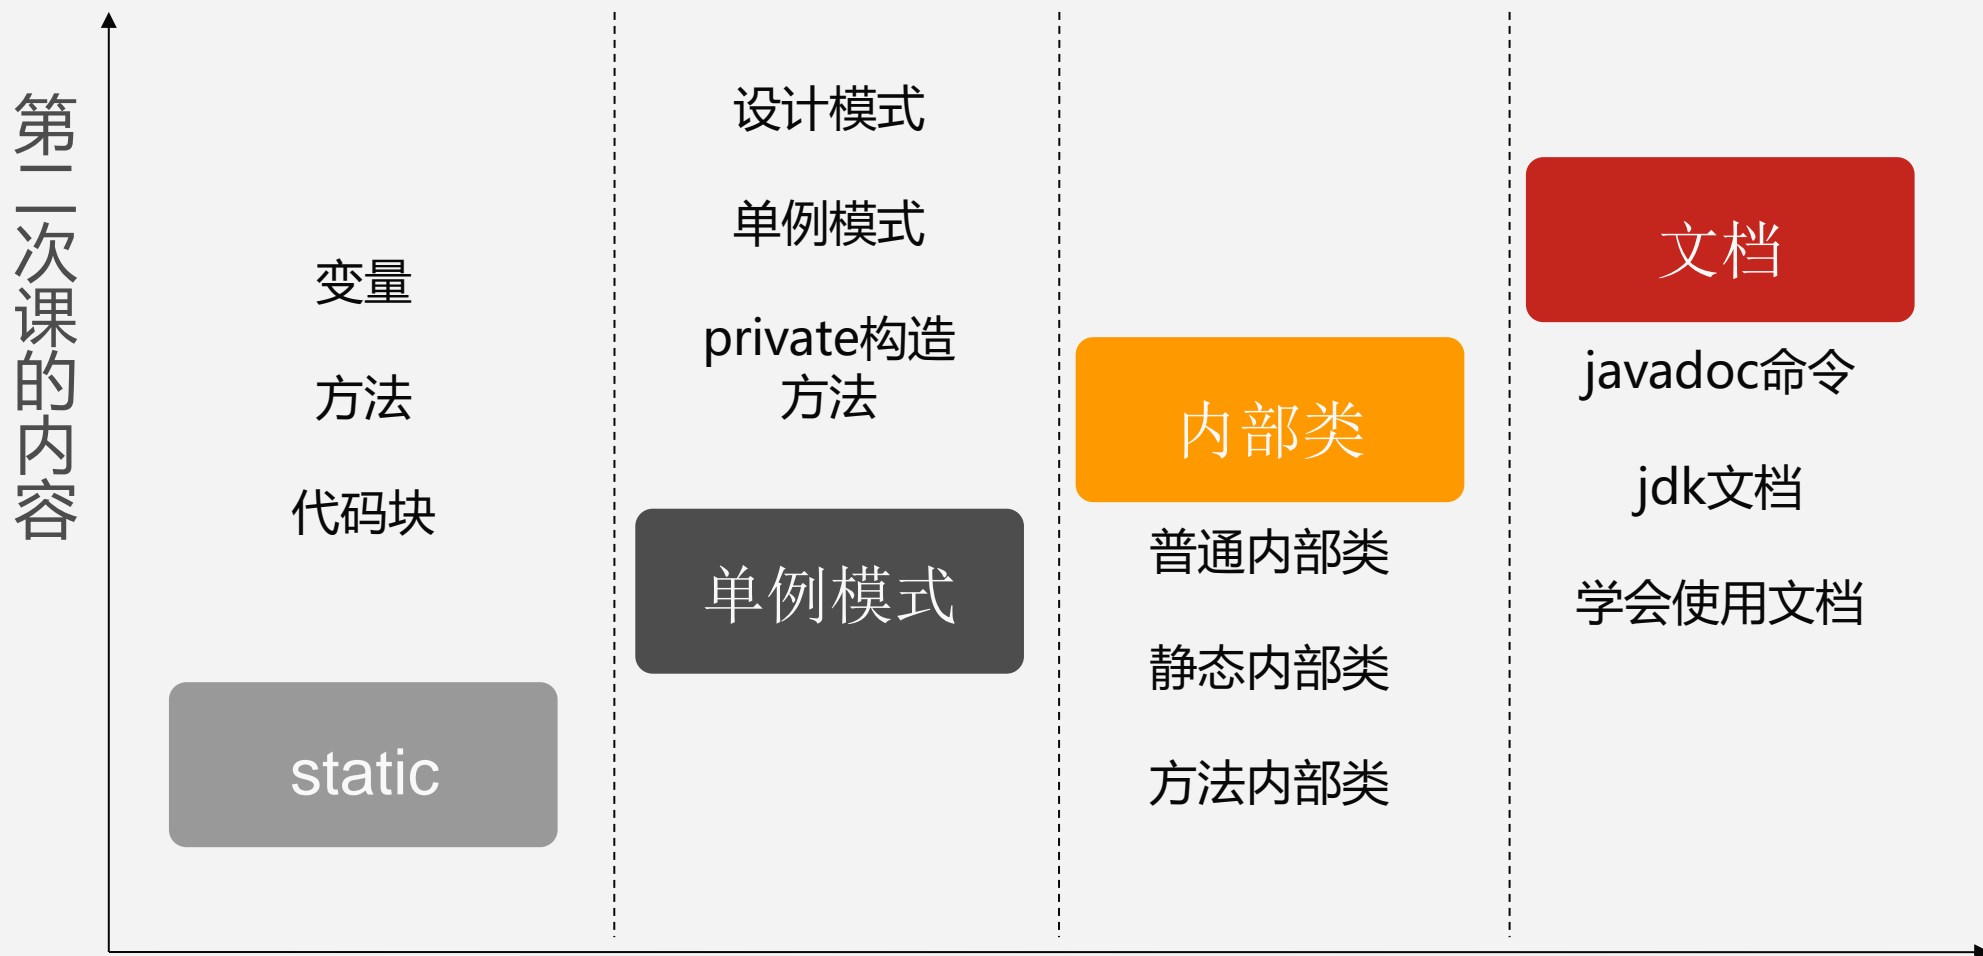 第二次课的内容
变量
方法
代码块
static
设计模式
单例模式
private构造
方法
单例模式
内部类
普通内部类
静态内部类
方法内部类
文档
javadoc命令
jdk文档
学会使用文档